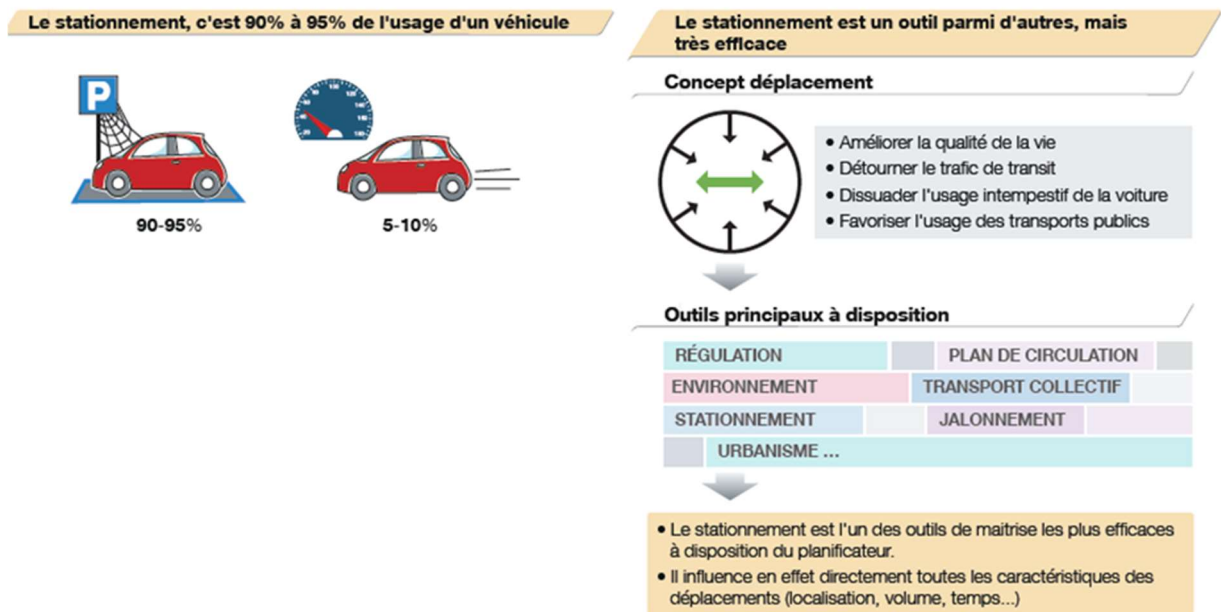 Le stationnement, c'est 90% à 95% de l'usage d'un véhicule
P
90-95%
5-10%
Le stationnement est un outil parmi d'autres, mais
très efficace
Concept déplacement
• Améliorer la qualité de la vie
• Détourner le trafic de transit
• Dissuader l'usage intempestif de la voiture
• Favoriser l'usage des transports publics
Outils principaux à disposition
RÉGULATION PLAN DE CIRCULATION
ENVIRONNEMENT TRANSPORT COLLECTIF
STATIONNEMENT JALONNEMENT
URBANISME ...
• Le stationnement est l'un des outils de maitrise les plus efficaces
à disposition du planificateur.
• Il influence en effet directement toutes les caractéristiques des
déplacements (localisation, volume, temps...)